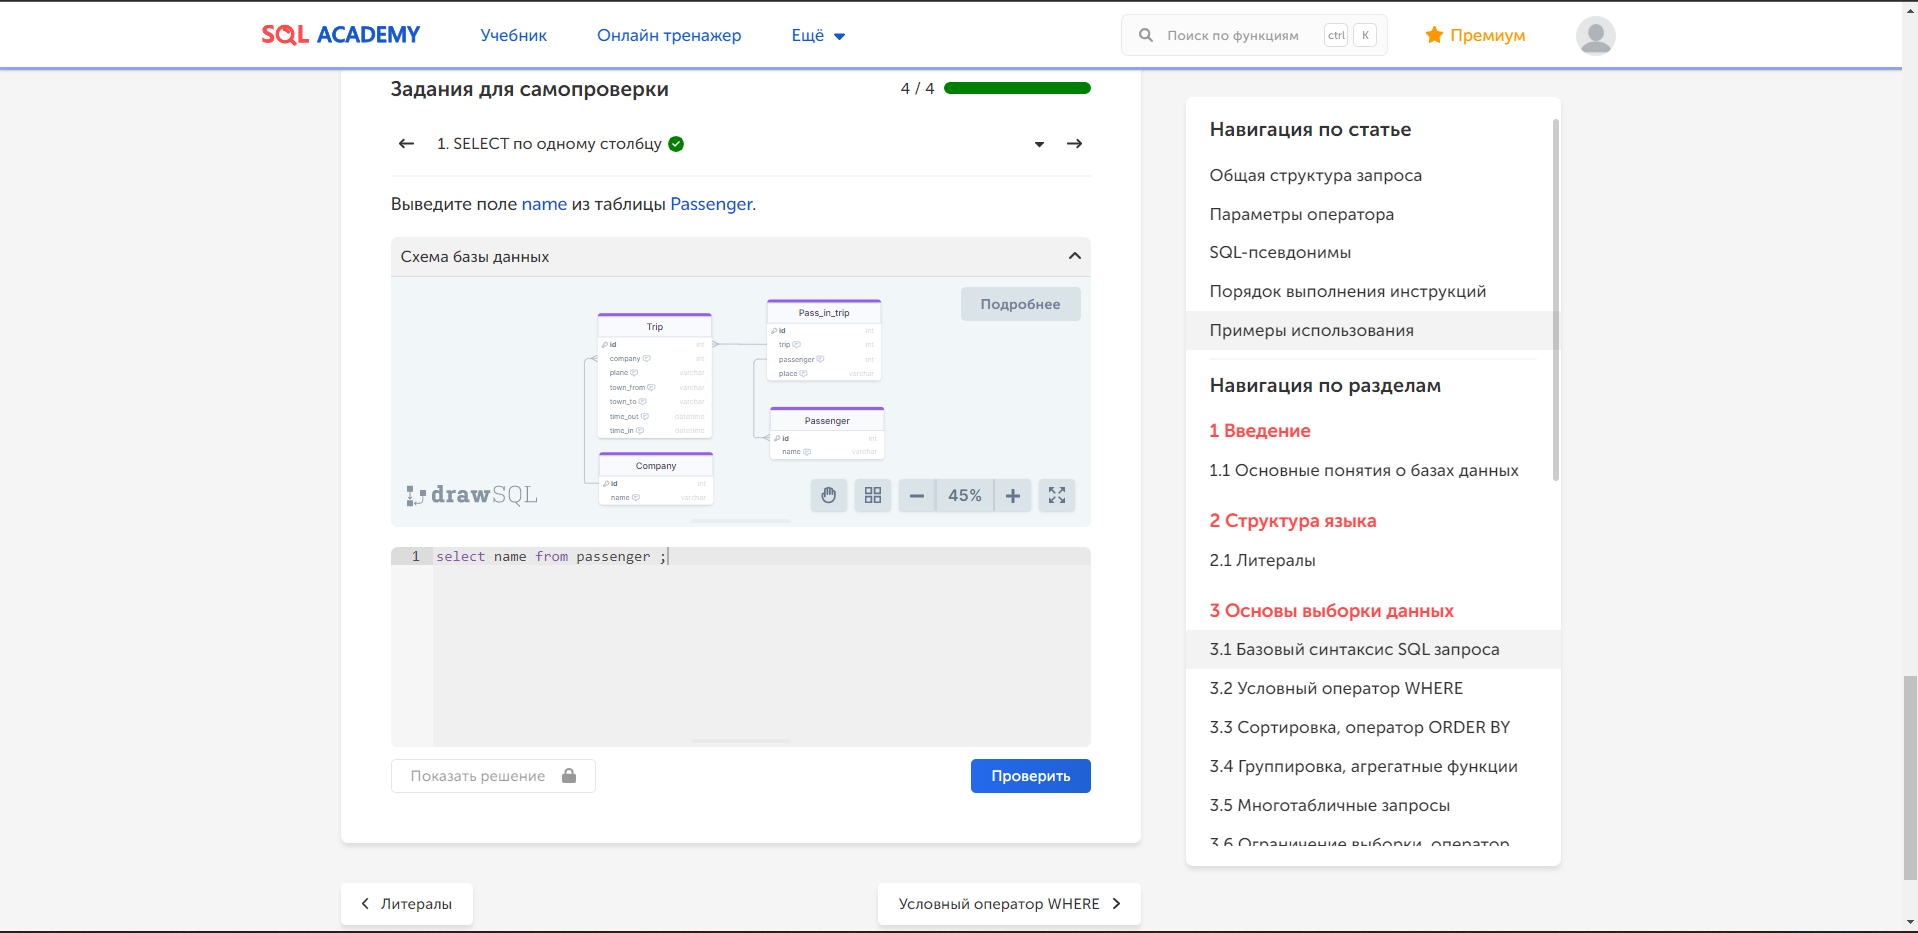 SQL ACADEMY
Учебник
Онлайн тренажер
Ещё
Поиск по функциям
ctrl
K
Премиум
Задания для самопроверки
4 / 4
1. SELECT по одному столбцу
Выведите поле name из таблицы Passenger.
Схема базы данных
Подробнее
Trip
id int
company int
plane varchar
town_from varchar
town_to varchar
time_out datetime
time_in datetime
Company
id int
name varchar
Pass_in_trip
id int
trip int
passenger int
place varchar
Passenger
id int
name varchar
drawSQL
45%
1 select name from passenger ;
Показать решение
Проверить
Литералы
Условный оператор WHERE
Навигация по статье
Общая структура запроса
Параметры оператора
SQL-псевдонимы
Порядок выполнения инструкций
Примеры использования
Навигация по разделам
1 Введение
1.1 Основные понятия о базах данных
2 Структура языка
2.1 Литералы
3 Основы выборки данных
3.1 Базовый синтаксис SQL запроса
3.2 Условный оператор WHERE
3.3 Сортировка, оператор ORDER BY
3.4 Группировка, агрегатные функции
3.5 Многотабличные запросы
3.6 Ограничение выборки, оператор